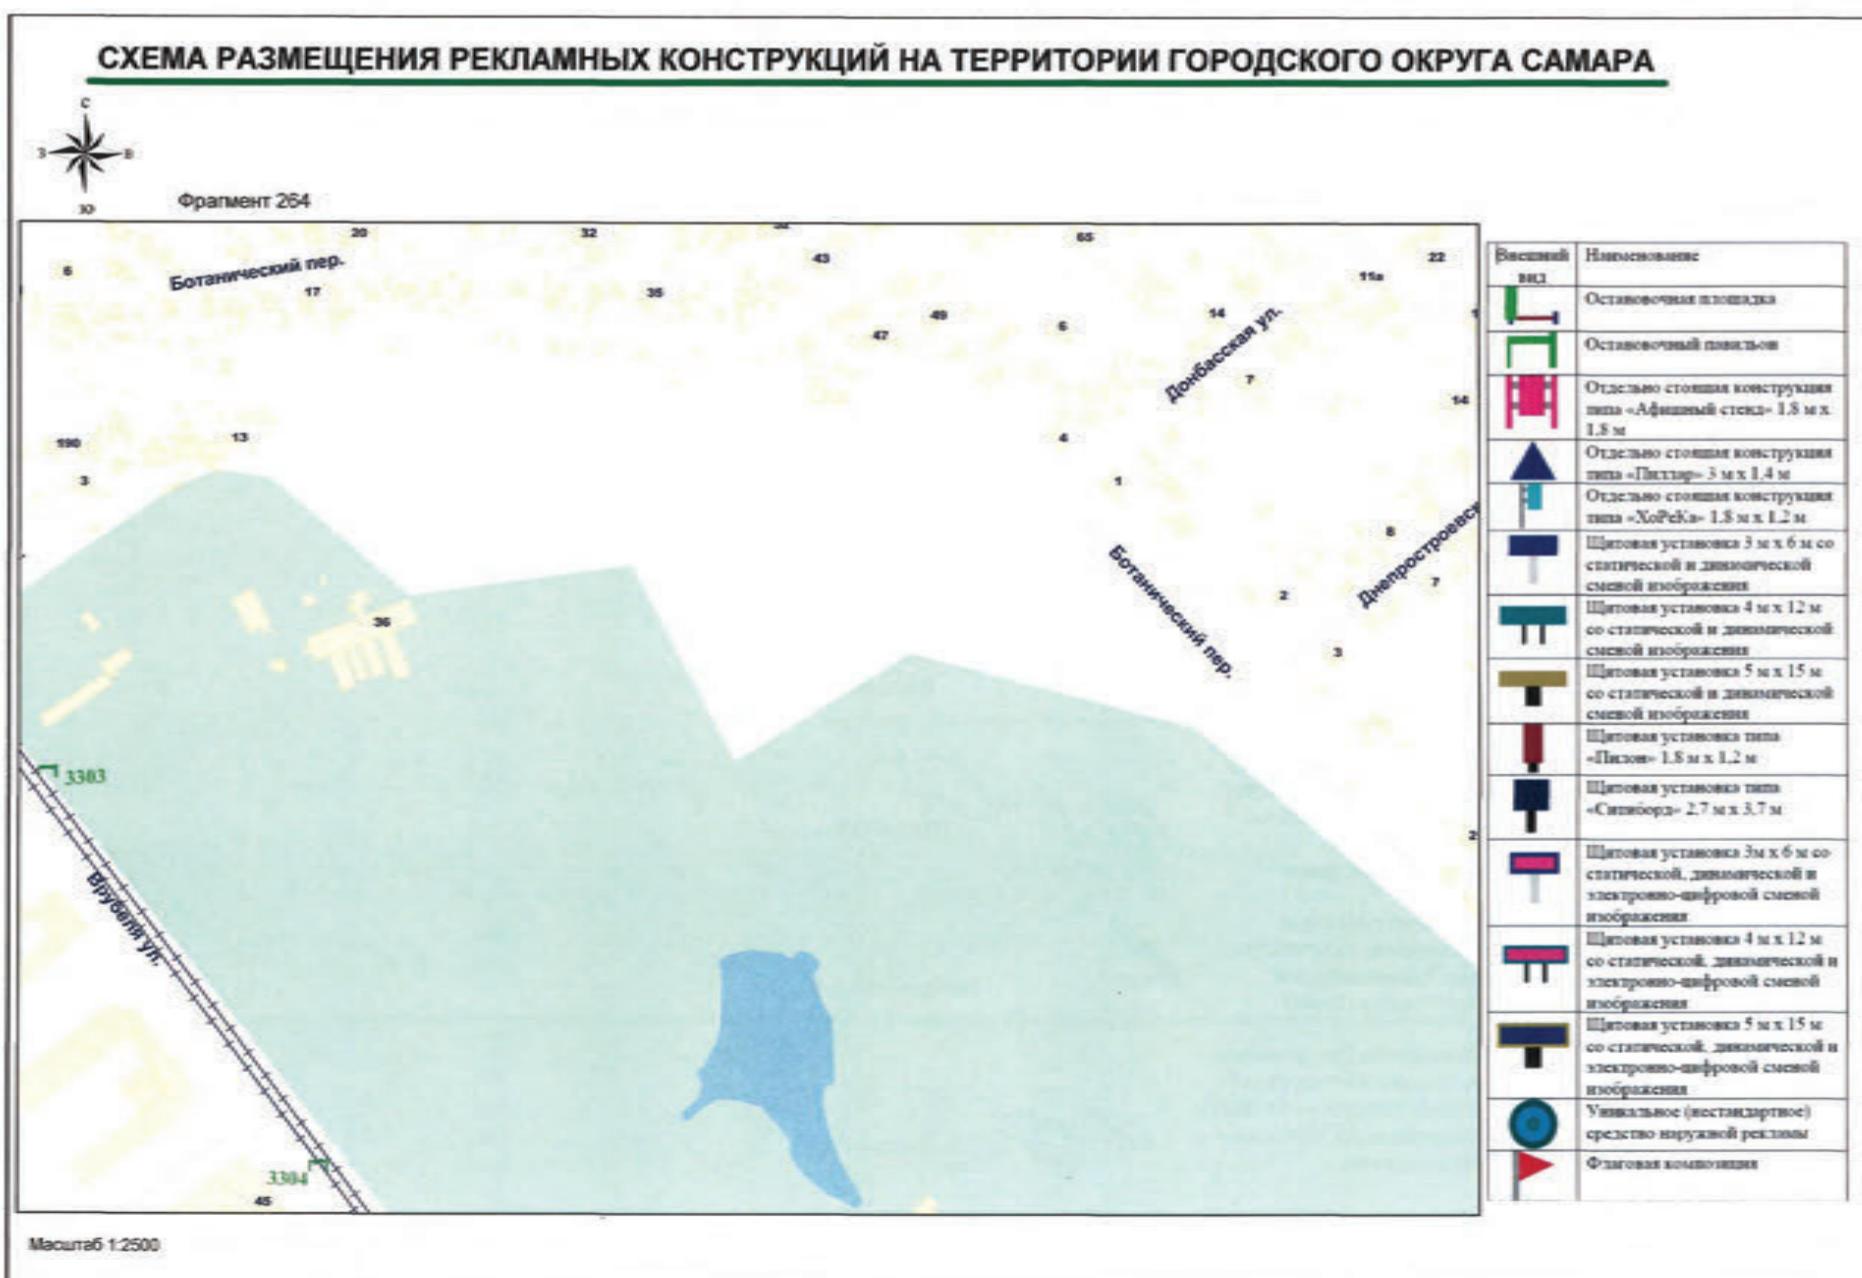 СХЕМА РАЗМЕЩЕНИЯ РЕКЛАМНЫХ КОНСТРУКЦИЙ НА ТЕРРИТОРИИ ГОРОДСКОГО ОКРУГА САМАРА
С
З
В
Ю
Фрагмент 264
20
32
65
6
Ботанический пер.
17
35
43
49
47
6
14
11а
22
Донбасская ул.
7
14
190
3
13
4
1
8
Днепростроевск
7
2
3
Ботанический пер.
36
3303
Врубеля ул.
3304
45
2
Масштаб 1:2500
Внешний вид
Наименование
Остановочная площадка
Остановочный павильон
Отдельно стоящая конструкция
типа «Афишный стенд» 1.8 м х
1.8 м
Отдельно стоящая конструкция
типа «Пиллар» 3 м х 1.4 м
Отдельно стоящая конструкция
типа «ХоРеКа» 1.8 м х 1.2 м
Щитовая установка 3 м х 6 м со
статической и динамической
сменой изображения
Щитовая установка 4 м х 12 м
со статической и динамической
сменой изображения
Щитовая установка 5 м х 15 м
со статической и динамической
сменой изображения
Щитовая установка типа
«Пилон» 1.8 м х 1.2 м
Щитовая установка типа
«Ситиборд» 2.7 м х 3.7 м
Щитовая установка 3м х 6 м со
статической, динамической и
электронно-цифровой сменой
изображения
Щитовая установка 4 м х 12 м
со статической, динамической и
электронно-цифровой сменой
изображения
Щитовая установка 5 м х 15 м
со статической, динамической и
электронно-цифровой сменой
изображения
Уникальное (нестандартное)
средство наружной рекламы
Флаговая композиция